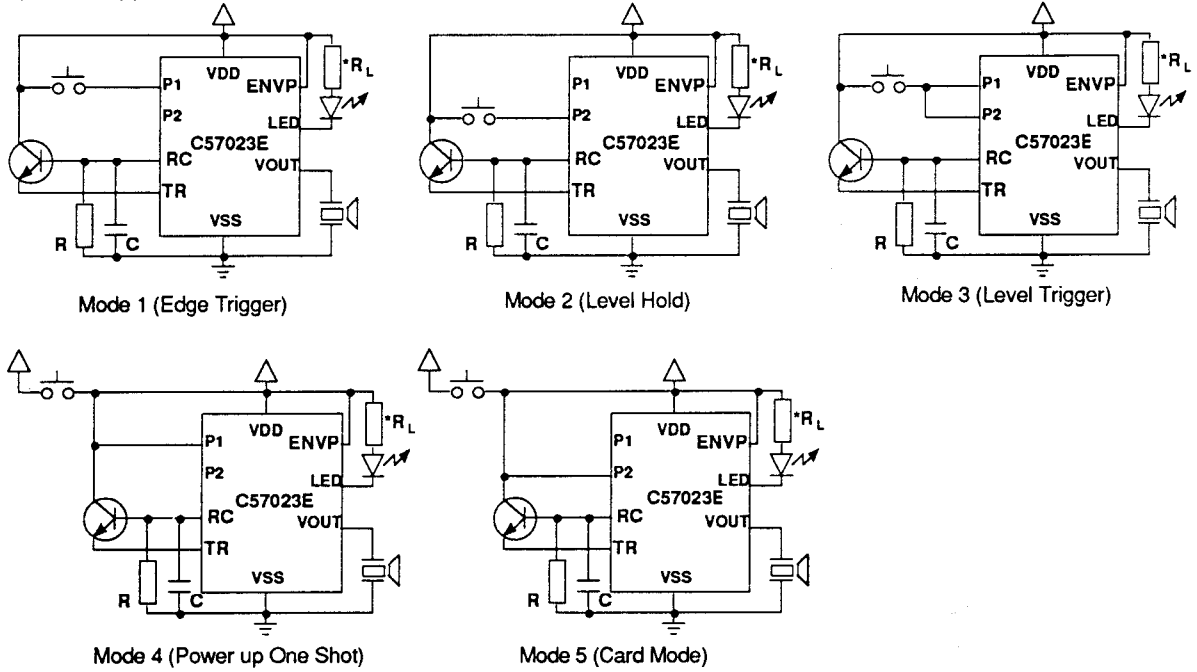 VDD
P1
ENVP
*RL
P2
LED
C57023E
RC
VOUT
TR
VSS
R
C
Mode 1 (Edge Trigger)
VDD
P1
ENVP
*RL
P2
LED
C57023E
RC
VOUT
TR
VSS
R
C
Mode 2 (Level Hold)
VDD
P1
ENVP
*RL
P2
LED
C57023E
RC
VOUT
TR
VSS
R
C
Mode 3 (Level Trigger)
VDD
P1
ENVP
*RL
P2
LED
C57023E
RC
VOUT
TR
VSS
R
C
Mode 4 (Power up One Shot)
VDD
P1
ENVP
*RL
P2
LED
C57023E
RC
VOUT
TR
VSS
R
C
Mode 5 (Card Mode)